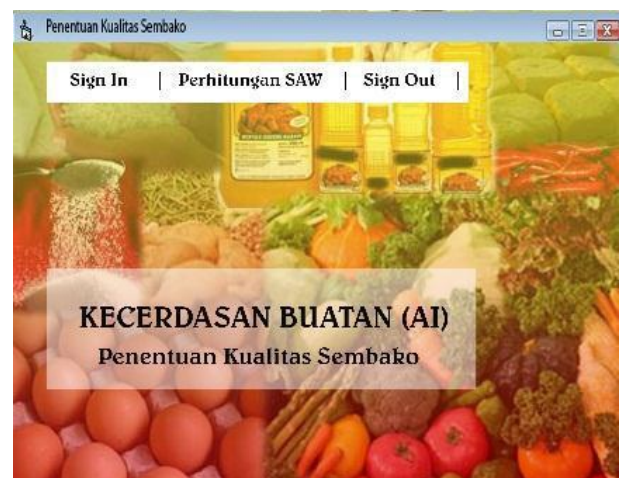 Penentuan Kualitas Sembako
Sign In | Perhitungan SAW | Sign Out |
KECERDASAN BUATAN (AI)
Penentuan Kualitas Sembako